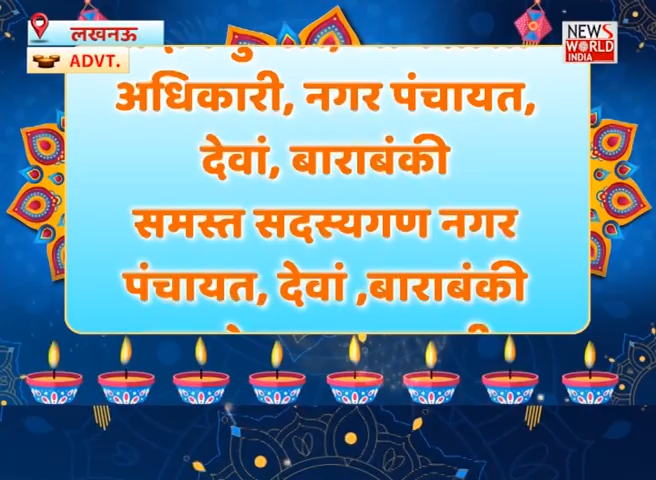 लखनऊ
ADVT.
NEWS
WORLD
INDIA
अधिकारी, नगर पंचायत,
देवां, बाराबंकी
समस्त सदस्यगण नगर
पंचायत, देवां ,बाराबंकी